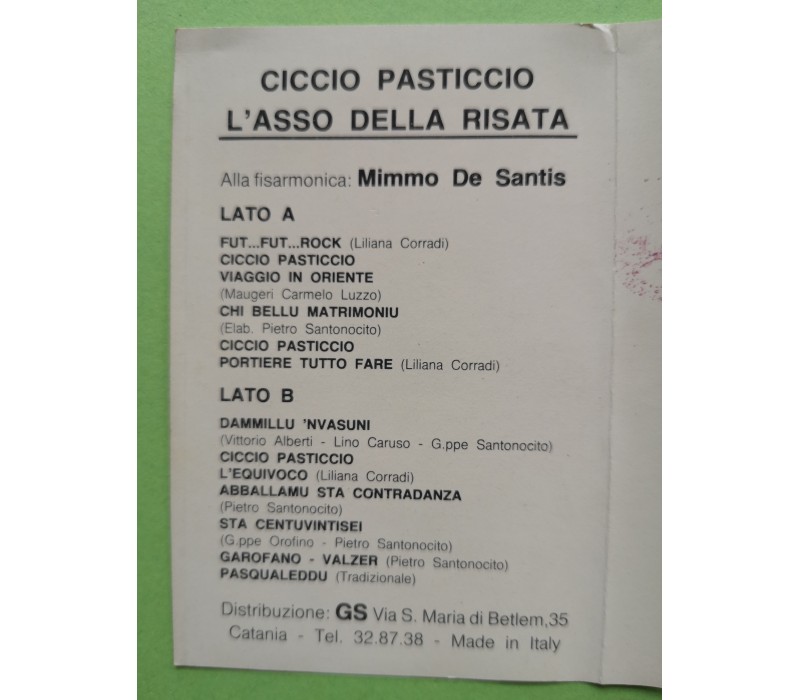 CICCIO PASTICCIO
L'ASSO DELLA RISATA
Alla fisarmonica: Mimmo De Santis
LATO A
FUT...FUT...ROCK (Liliana Corradi)
CICCIO PASTICCIO
VIAGGIO IN ORIENTE
(Maugeri Carmelo Luzzo)
CHI BELLU MATRIMONIU
(Elab. Pietro Santonocito)
CICCIO PASTICCIO
PORTIERE TUTTO FARE (Liliana Corradi)
LATO B
DAMMILLU 'NVASUNI
(Vittorio Alberti - Lino Caruso - G.ppe Santonocito)
CICCIO PASTICCIO
L'EQUIVOCO (Liliana Corradi)
ABBALLAMU STA CONTRADANZA
(Pietro Santonocito)
STA CENTUVINTISEI
(G.ppe Orofino - Pietro Santonocito)
GAROFANO - VALZER (Pietro Santonocito)
PASQUALEDDU (Tradizionale)
Distribuzione: GS Via S. Maria di Betlem,35
Catania - Tel. 32.87.38 - Made in Italy